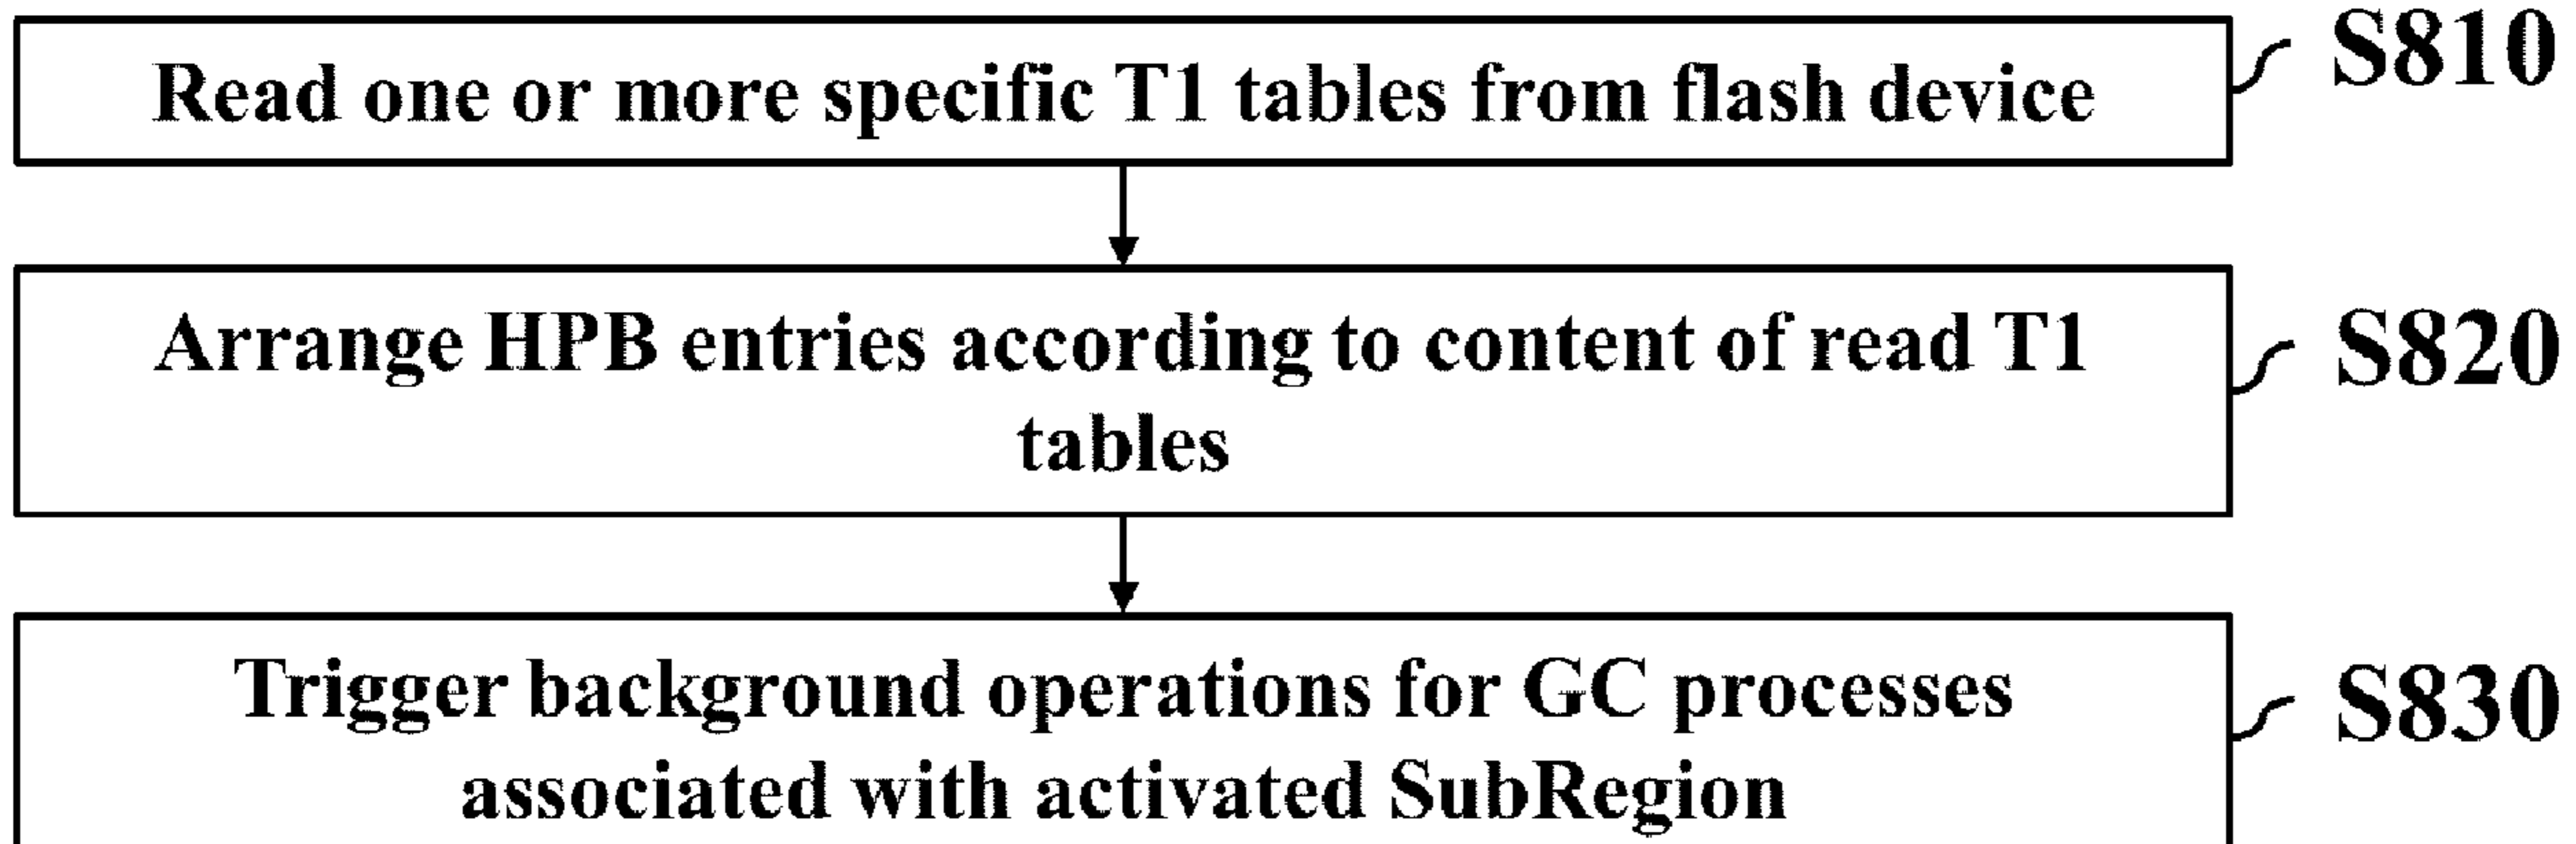 Read one or more specific T1 tables from flash device
S810
Arrange HPB entries according to content of read T1
tables
S820
Trigger background operations for GC processes
associated with activated SubRegion
S830